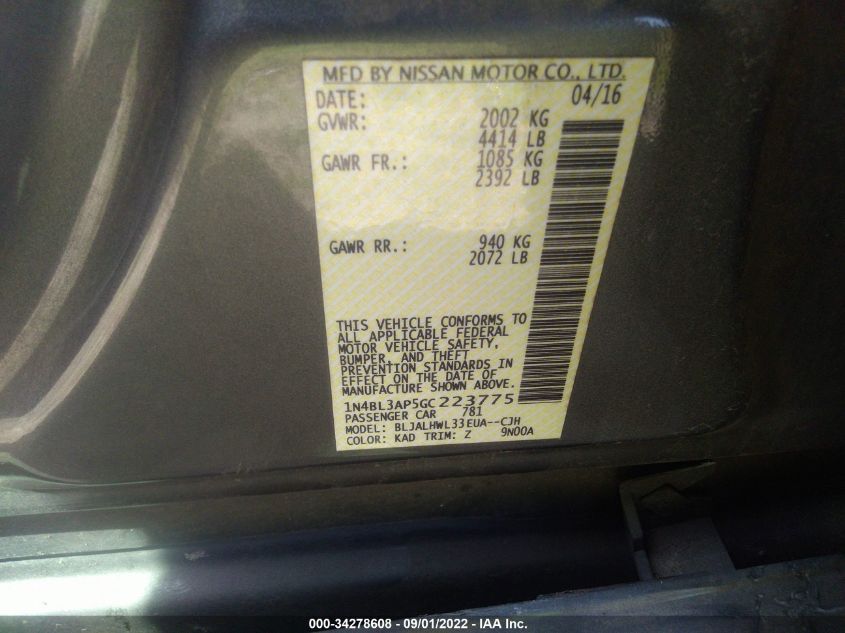 MFD BY NISSAN MOTOR CO., LTD.
DATE: 04/16
GVWR: 2002 KG
4414 LB
GAWR FR.: 1085 KG
2392 LB
GAWR RR.: 940 KG
2072 LB
THIS VEHICLE CONFORMS TO
ALL APPLICABLE FEDERAL
MOTOR VEHICLE SAFETY,
BUMPER, AND THEFT
PREVENTION STANDARDS IN
EFFECT ON THE DATE OF
MANUFACTURE SHOWN ABOVE.
1N4BL3AP5GC223775
PASSENGER CAR 781
MODEL: BLJALHWL33EUA--CJH
COLOR: KAD TRIM: Z 9N00A
000-34278608 - 09/01/2022 - IAA Inc.